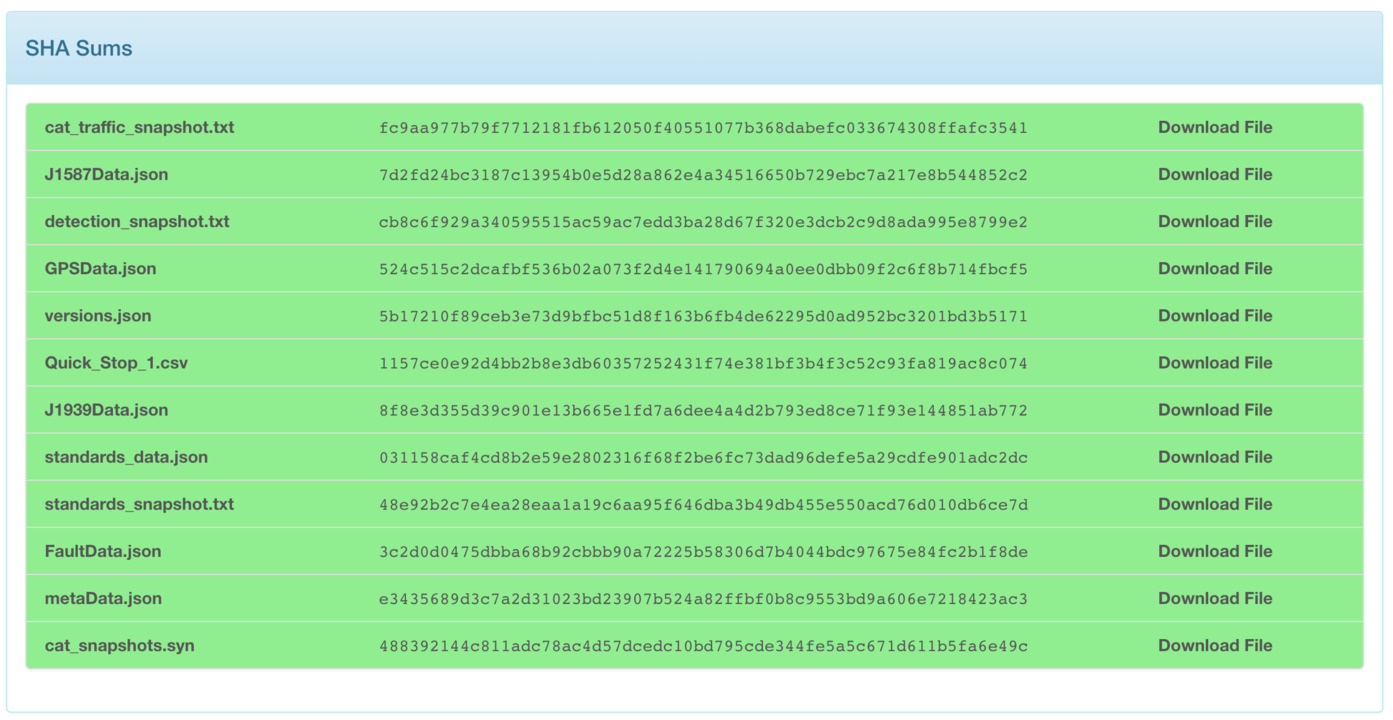 SHA Sums
cat_traffic_snapshot.txt fc9aa977b79f7712181fb612050f40551077b368dabefc033674308ffafc3541 Download File
J1587Data.json 7d2fd24bc3187c13954b0e5d28a862e4a34516650b729ebc7a217e8b544852c2 Download File
detection_snapshot.txt cb8c6f929a340595515ac59ac7edd3ba28d67f320e3dcb2c9d8ada995e8799e2 Download File
GPSData.json 524c515c2dcafbf536b02a073f2d4e141790694a0ee0dbb09f2c6f8b714fbcf5 Download File
versions.json 5b17210f89ceb3e73d9bfbc51d8f163b6fb4de62295d0ad952bc3201bd3b5171 Download File
Quick_Stop_1.csv 1157ce0e92d4bb2b8e3db60357252431f74e381bf3b4f3c52c93fa819ac8c074 Download File
J1939Data.json 8f8e3d355d39c901e13b665e1fd7a6dee4a4d2b793ed8ce71f93e144851ab772 Download File
standards_data.json 031158caf4cd8b2e59e2802316f68f2be6fc73dad96defe5a29cdfe901adc2dc Download File
standards_snapshot.txt 48e92b2c7e4ea28eaa1a19c6aa95f646dba3b49db455e550acd76d010db6ce7d Download File
FaultData.json 3c2d0d0475dbba68b92cbbb90a72225b58306d7b4044bdc97675e84fc2b1f8de Download File
metaData.json e3435689d3c7a2d31023bd23907b524a82ffbf0b8c9553bd9a606e7218423ac3 Download File
cat_snapshots.syn 488392144c811adc78ac4d57dcedc10bd795cde344fe5a5c671d611b5fa6e49c Download File